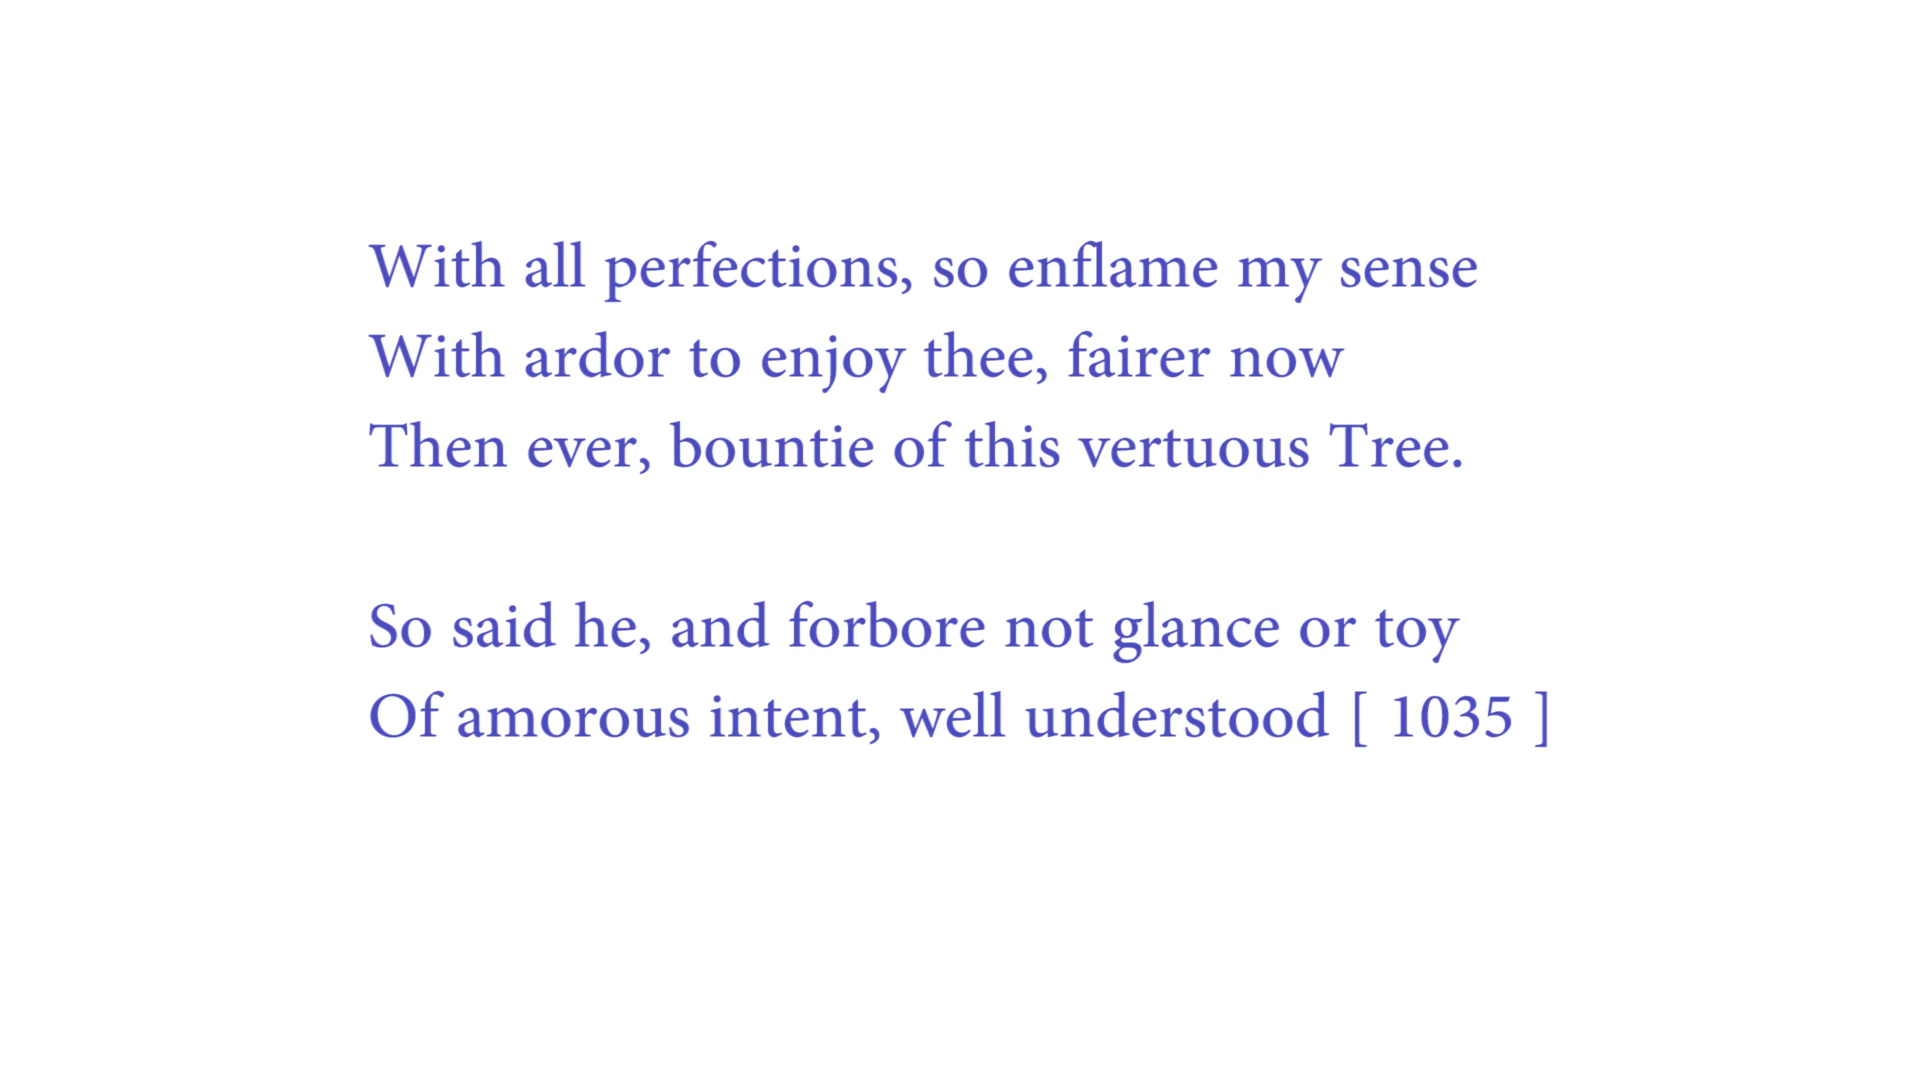 With all perfections, so enflame my sense
With ardor to enjoy thee, fairer now
Then ever, bountie of this vertuous Tree.
So said he, and forbore not glance or toy
Of amorous intent, well understood [ 1035 ]